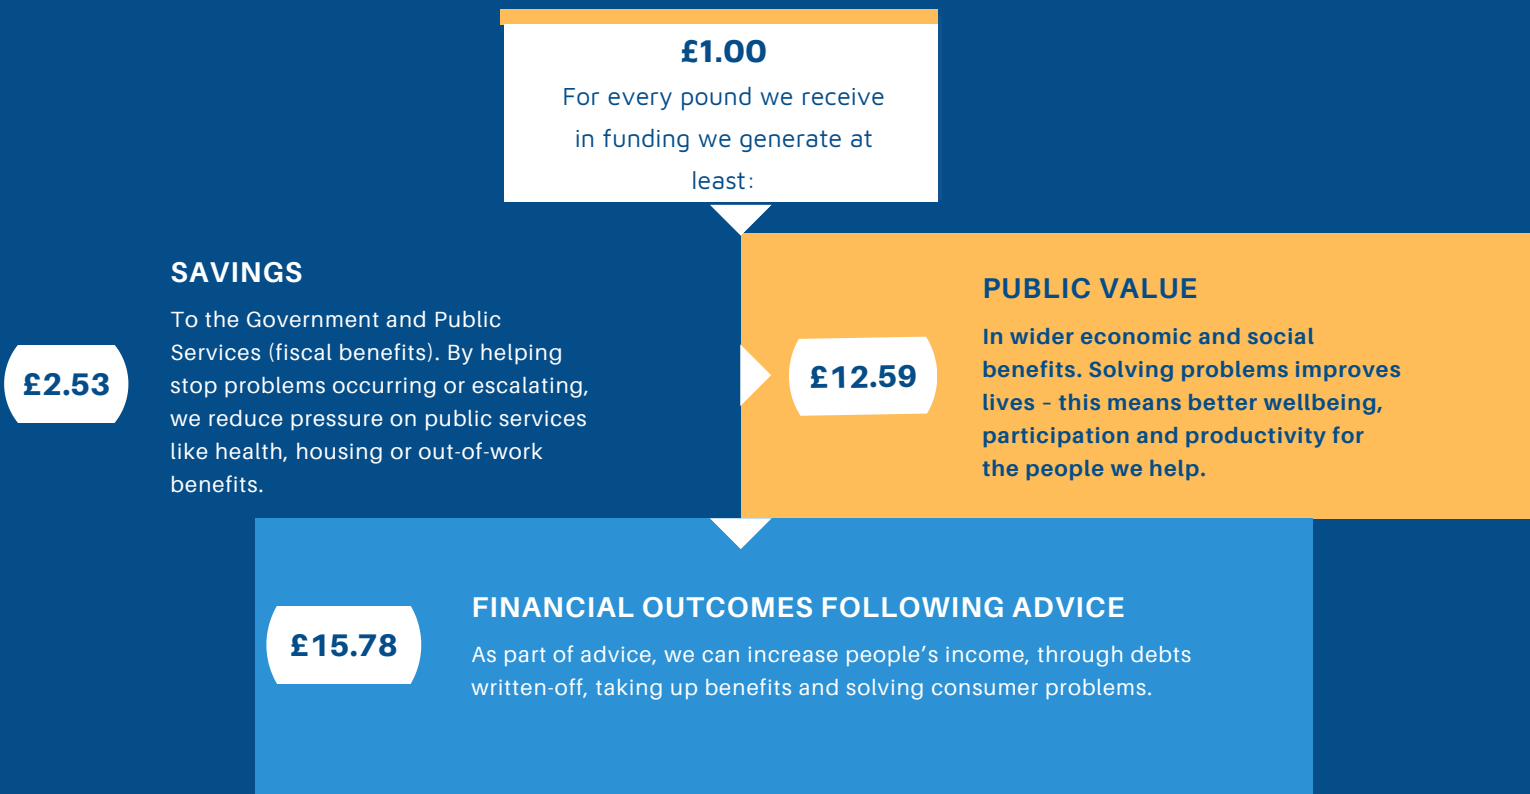 £1.00
For every pound we receive
in funding we generate at
least:
SAVINGS
To the Government and Public
Services (fiscal benefits). By helping
stop problems occurring or escalating,
we reduce pressure on public services
like health, housing or out-of-work
benefits.
£2.53
PUBLIC VALUE
In wider economic and social
benefits. Solving problems improves
lives – this means better wellbeing,
participation and productivity for
the people we help.
£12.59
FINANCIAL OUTCOMES FOLLOWING ADVICE
As part of advice, we can increase people’s income, through debts
written-off, taking up benefits and solving consumer problems.
£15.78